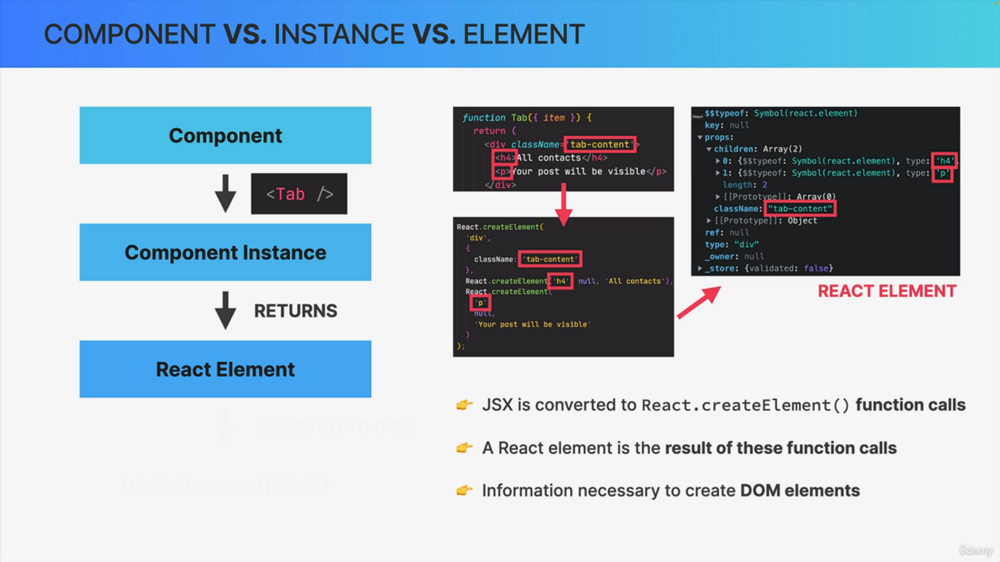 COMPONENT VS. INSTANCE VS. ELEMENT
Component
<Tab />
Component Instance
RETURNS
React Element
INSERTED TO DOM
DOM Element (HTML)
function Tab({ item }) {
return (
<div className='tab-content'>
<h4>All contacts</h4>
<p>Your post will be visible</p>
</div>
React.createElement(
'div',
{
className: 'tab-content'
},
React.createElement('h4', null, 'All contacts'),
React.createElement(
'p',
null,
'Your post will be visible'
)
);
Object
$$typeof: Symbol(react.element)
key: null
props:
children: Array(2)
0: {$$typeof: Symbol(react.element), type: 'h4',
1: {$$typeof: Symbol(react.element), type: 'p'
length: 2
[[Prototype]]: Array(0)
className: "tab-content"
[[Prototype]]: Object
ref: null
type: "div"
_owner: null
_store: {validated: false}
REACT ELEMENT
👉 JSX is converted to React.createElement() function calls
👉 A React element is the result of these function calls
👉 Information necessary to create DOM elements
ûdemy